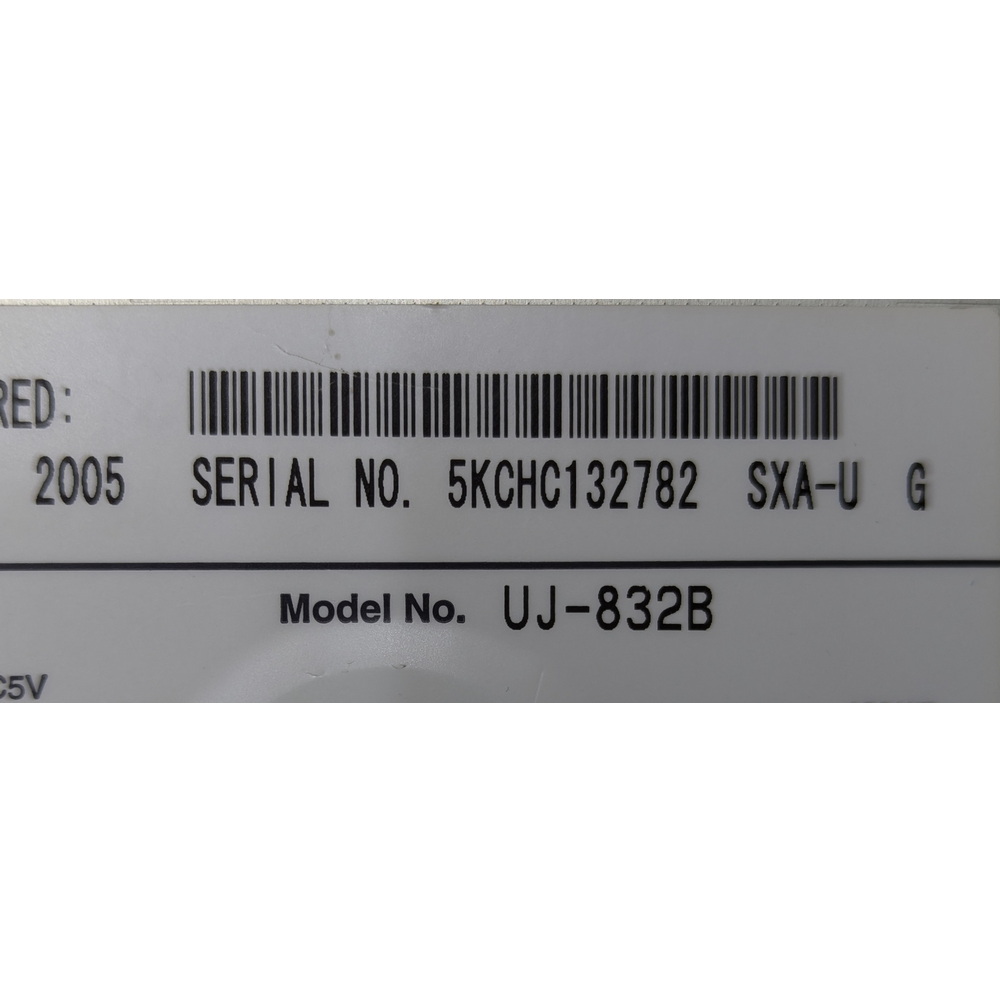 RED:
2005 SERIAL NO. 5KCHC132782 SXA-U G
Model No. UJ-832B
C5V